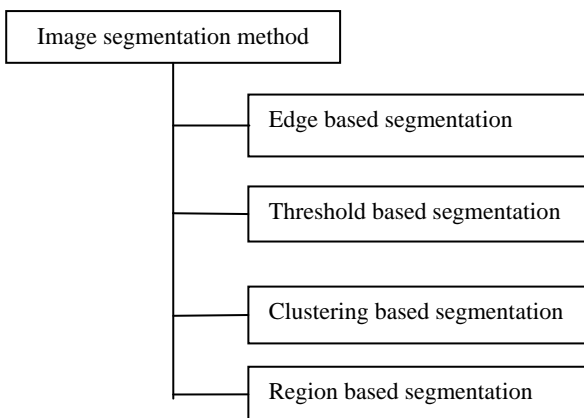 Image segmentation method
Edge based segmentation
Threshold based segmentation
Clustering based segmentation
Region based segmentation